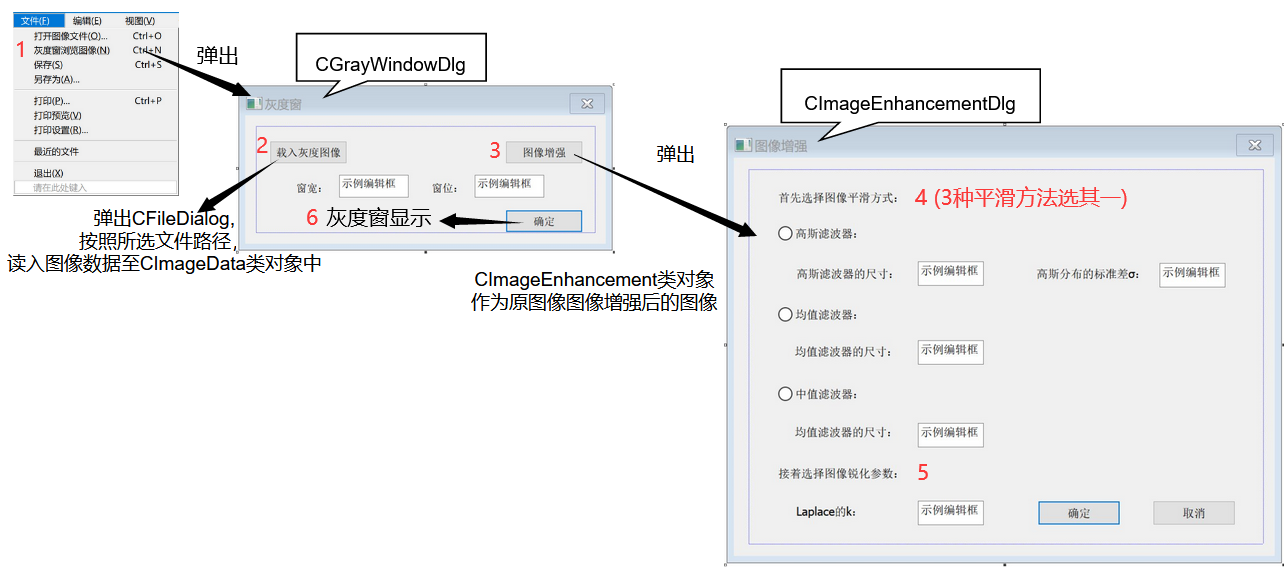 文件(F) 编辑(E) 视图(V)
打开图像文件(O)... Ctrl+O
1 灰度窗浏览图像(N) Ctrl+N
保存(S) Ctrl+S
另存为(A)...
打印(P)... Ctrl+P
打印预览(V)
打印设置(R)...
最近的文件
退出(X)
请在此处键入
弹出
CGrayWindowDlg
灰度窗
2 载入灰度图像
3 图像增强
窗宽: 示例编辑框 窗位: 示例编辑框
6 灰度窗显示
确定
弹出CFileDialog,
按照所选文件路径,
读入图像数据至CImageData类对象中
弹出
CImageEnhancement类对象
作为原图像图像增强后的图像
CImageEnhancementDlg
图像增强
首先选择图像平滑方式: 4 (3种平滑方法选其一)
高斯滤波器:
高斯滤波器的尺寸: 示例编辑框 高斯分布的标准差σ: 示例编辑框
均值滤波器:
均值滤波器的尺寸: 示例编辑框
中值滤波器:
均值滤波器的尺寸: 示例编辑框
接着选择图像锐化参数: 5
Laplace的k: 示例编辑框 确定 取消